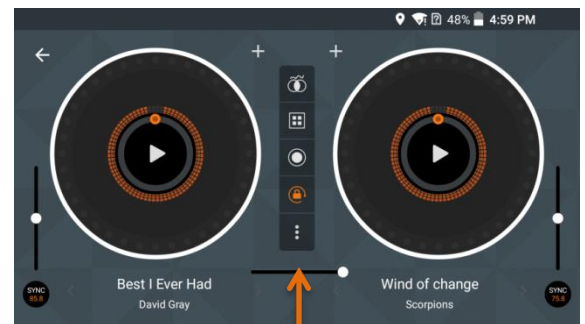 48% 4:59 PM
SYNC
85.8
Best I Ever Had
David Gray
Wind of change
Scorpions
SYNC
75.8